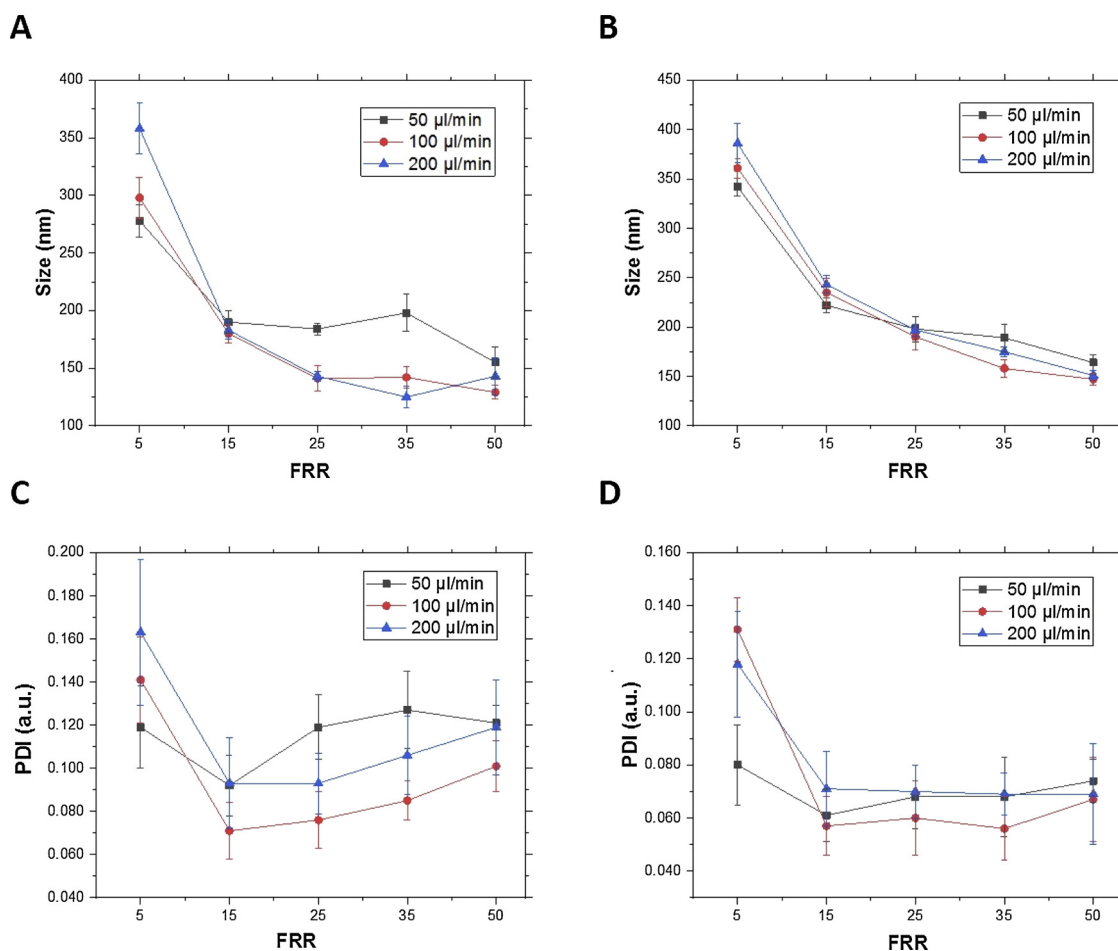 A
400
350
300
250
200
150
100
Size (nm)
50 µl/min
100 µl/min
200 µl/min
5 15 25 35 50
FRR
B
450
400
350
300
250
200
150
100
Size (nm)
50 µl/min
100 µl/min
200 µl/min
5 15 25 35 50
FRR
C
0.200
0.180
0.160
0.140
0.120
0.100
0.080
0.060
0.040
PDI (a.u.)
50 µl/min
100 µl/min
200 µl/min
5 15 25 35 50
FRR
D
0.160
0.140
0.120
0.100
0.080
0.060
0.040
PDI (a.u.)
50 µl/min
100 µl/min
200 µl/min
5 15 25 35 50
FRR